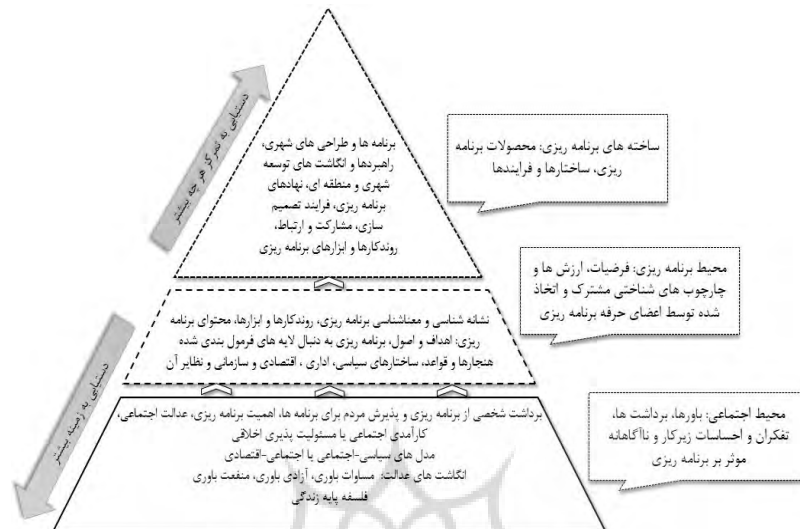 دستیابی به تمرکز هر چه بیشتر
برنامه ها و طراحی های شهری،
راهبردها و انگاشت های توسعه
شهری و منطقه ای، نهادهای
برنامه ریزی، فرایند تصمیم
سازی، مشارکت و ارتباط،
روندکارها و ابزارهای برنامه ریزی
ساخته های برنامه ریزی: محصولات برنامه
ریزی، ساختارها و فرایندها
نشانه شناسی و معناشناسی برنامه ریزی، روندکارها و ابزارها، محتوای برنامه
ریزی: اهداف و اصول، برنامه ریزی به دنبال لایه های فرمول بندی شده
هنجارها و قواعد، ساختارهای سیاسی، اداری ، اقتصادی و سازمانی و نظایر آن
محیط برنامه ریزی: فرضیات، ارزش ها و
چارچوب های شناختی مشترک و اتخاذ
شده توسط اعضای حرفه برنامه ریزی
دستیابی به زمینه بیشتر
برداشت شخصی از برنامه ریزی و پذیرش مردم برای برنامه ها، اهمیت برنامه ریزی، عدالت اجتماعی،
کارآمدی اجتماعی یا مسئولیت پذیری اخلاقی
مدل های سیاسی-اجتماعی یا اجتماعی-اقتصادی
انگاشت های عدالت: مساوات باوری، آزادی باوری، منفعت باوری
فلسفه پایه زندگی
محیط اجتماعی: باورها، برداشت ها،
تفکران و احساسات زیرکار و ناآگاهانه
موثر بر برنامه ریزی